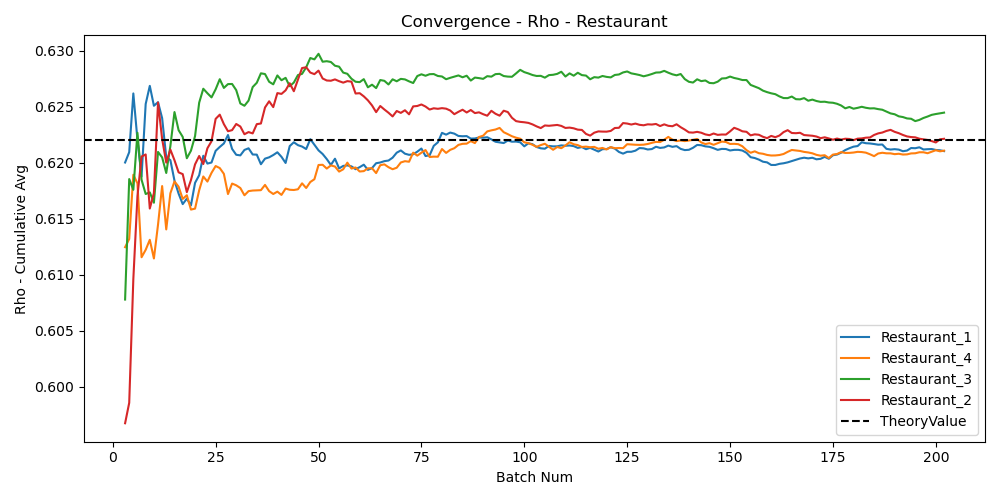 Convergence - Rho - Restaurant
Rho - Cumulative Avg
0.630
0.625
0.620
0.615
0.610
0.605
0.600
0
25
50
75
100
125
150
175
200
Batch Num
Restaurant_1
Restaurant_4
Restaurant_3
Restaurant_2
TheoryValue